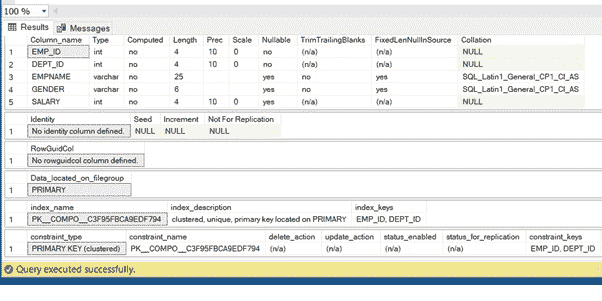 100 %
Results Messages
Column_name Type Computed Length Prec Scale Nullable TrimTrailingBlanks FixedLenNullInSource Collation
1 EMP_ID int no 4 10 0 no (n/a) (n/a) NULL
2 DEPT_ID int no 4 10 0 no (n/a) (n/a) NULL
3 EMPNAME varchar no 25 yes no yes SQL_Latin1_General_CP1_CI_AS
4 GENDER varchar no 6 yes no yes SQL_Latin1_General_CP1_CI_AS
5 SALARY int no 4 10 0 yes (n/a) (n/a) NULL
Identity Seed Increment Not For Replication
1 No identity column defined. NULL NULL NULL
RowGuidCol
1 No rowguidcol column defined.
Data_located_on_filegroup
1 PRIMARY
index_name index_description index_keys
1 PK__COMPO__C3F95FBCA9EDF794 clustered, unique, primary key located on PRIMARY EMP_ID, DEPT_ID
constraint_type constraint_name delete_action update_action status_enabled status_for_replication constraint_keys
1 PRIMARY KEY (clustered) PK__COMPO__C3F95FBCA9EDF794 (n/a) (n/a) (n/a) (n/a) EMP_ID, DEPT_ID
Query executed successfully.